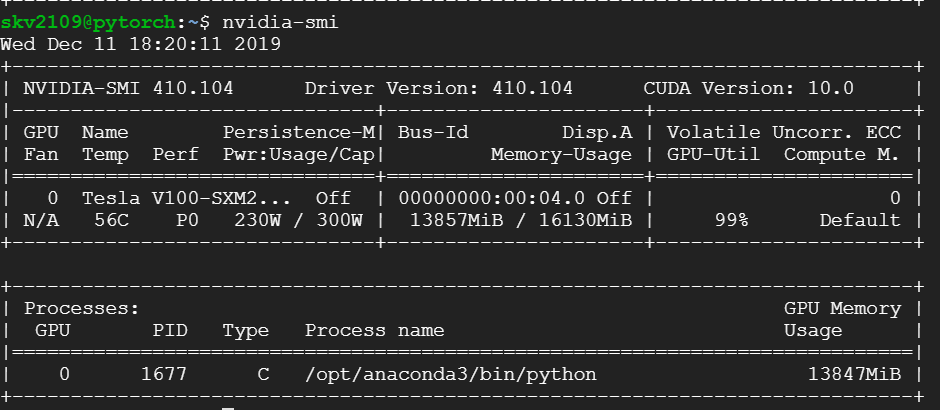 +-----------------------------------------------------------------------------+
skv2109@pytorch:~$ nvidia-smi
Wed Dec 11 18:20:11 2019
+-----------------------------------------------------------------------------+
| NVIDIA-SMI 410.104      Driver Version: 410.104      CUDA Version: 10.0     |
|-------------------------------+----------------------+----------------------+
| GPU  Name        Persistence-M| Bus-Id        Disp.A | Volatile Uncorr. ECC |
| Fan  Temp  Perf  Pwr:Usage/Cap|         Memory-Usage | GPU-Util  Compute M. |
|===============================+======================+======================|
|   0  Tesla V100-SXM2...  Off  | 00000000:00:04.0 Off |                    0 |
| N/A   56C    P0   230W / 300W |  13857MiB / 16130MiB |     99%      Default |
+-------------------------------+----------------------+----------------------+
+-----------------------------------------------------------------------------+
| Processes:                                                       GPU Memory |
|  GPU       PID   Type   Process name                             Usage      |
|=============================================================================|
|    0      1677      C   /opt/anaconda3/bin/python                  13847MiB |
+-----------------------------------------------------------------------------+